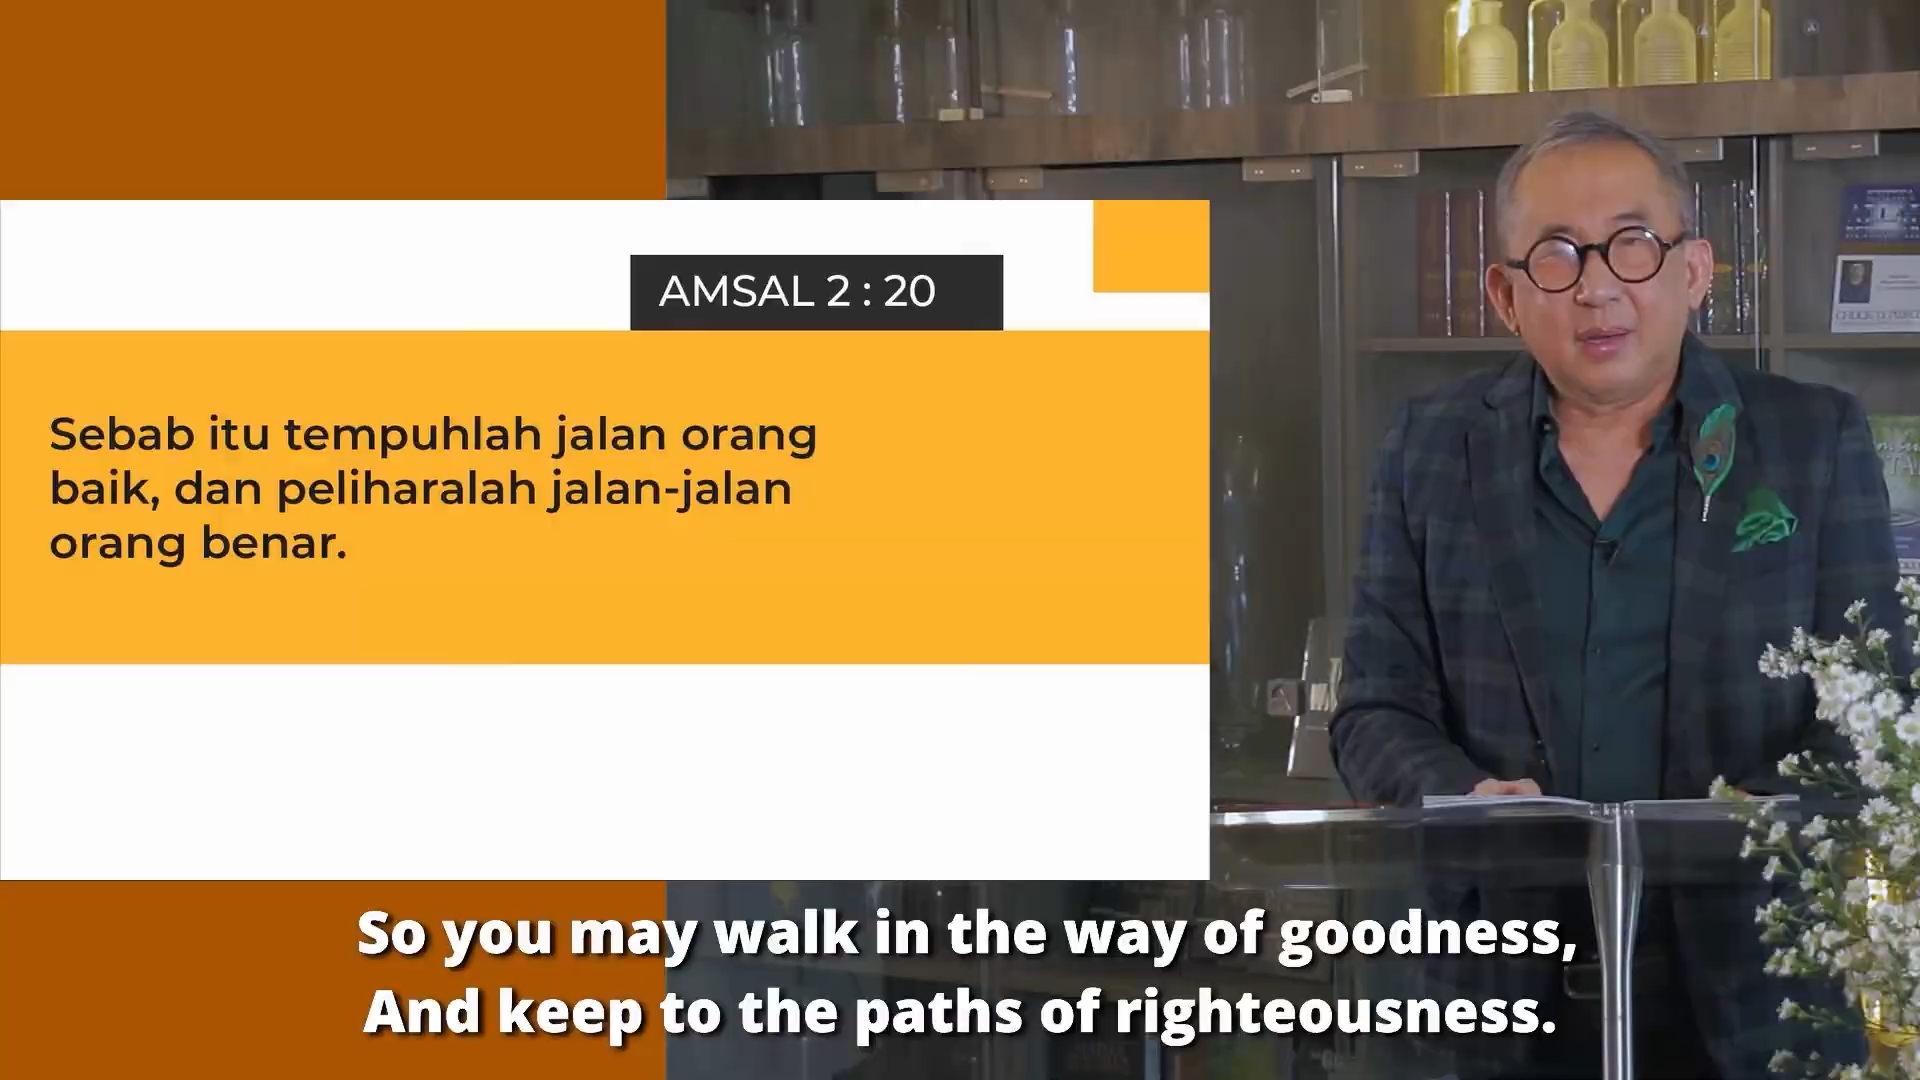 AMSAL 2 : 20
Sebab itu tempuhlah jalan orang
baik, dan peliharalah jalan-jalan
orang benar.
So you may walk in the way of goodness,
And keep to the paths of righteousness.